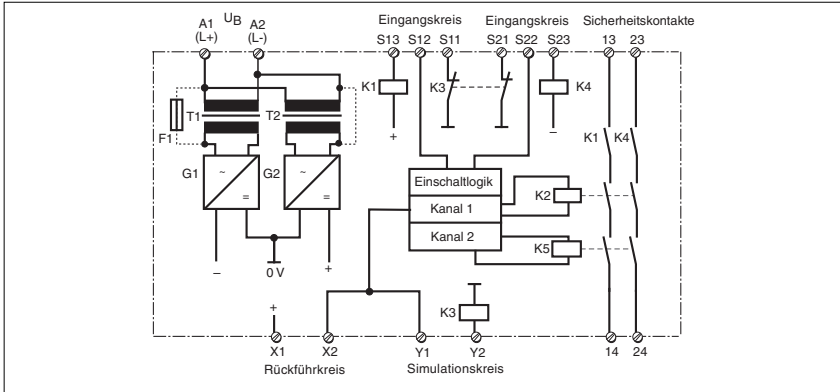 A1 UB A2
(L+) (L-)
Eingangskreis Eingangskreis Sicherheitskontakte
S13 S12 S11 S21 S22 S23 13 23
K1 K3 K4
T1 T2
F1
+ –
K1 K4
G1 ~ = G2 ~ =
Einschaltlogik
Kanal 1 K2
Kanal 2 K5
– 0 V +
+ K3
X1 X2 Y1 Y2 14 24
Rückführkreis Simulationskreis